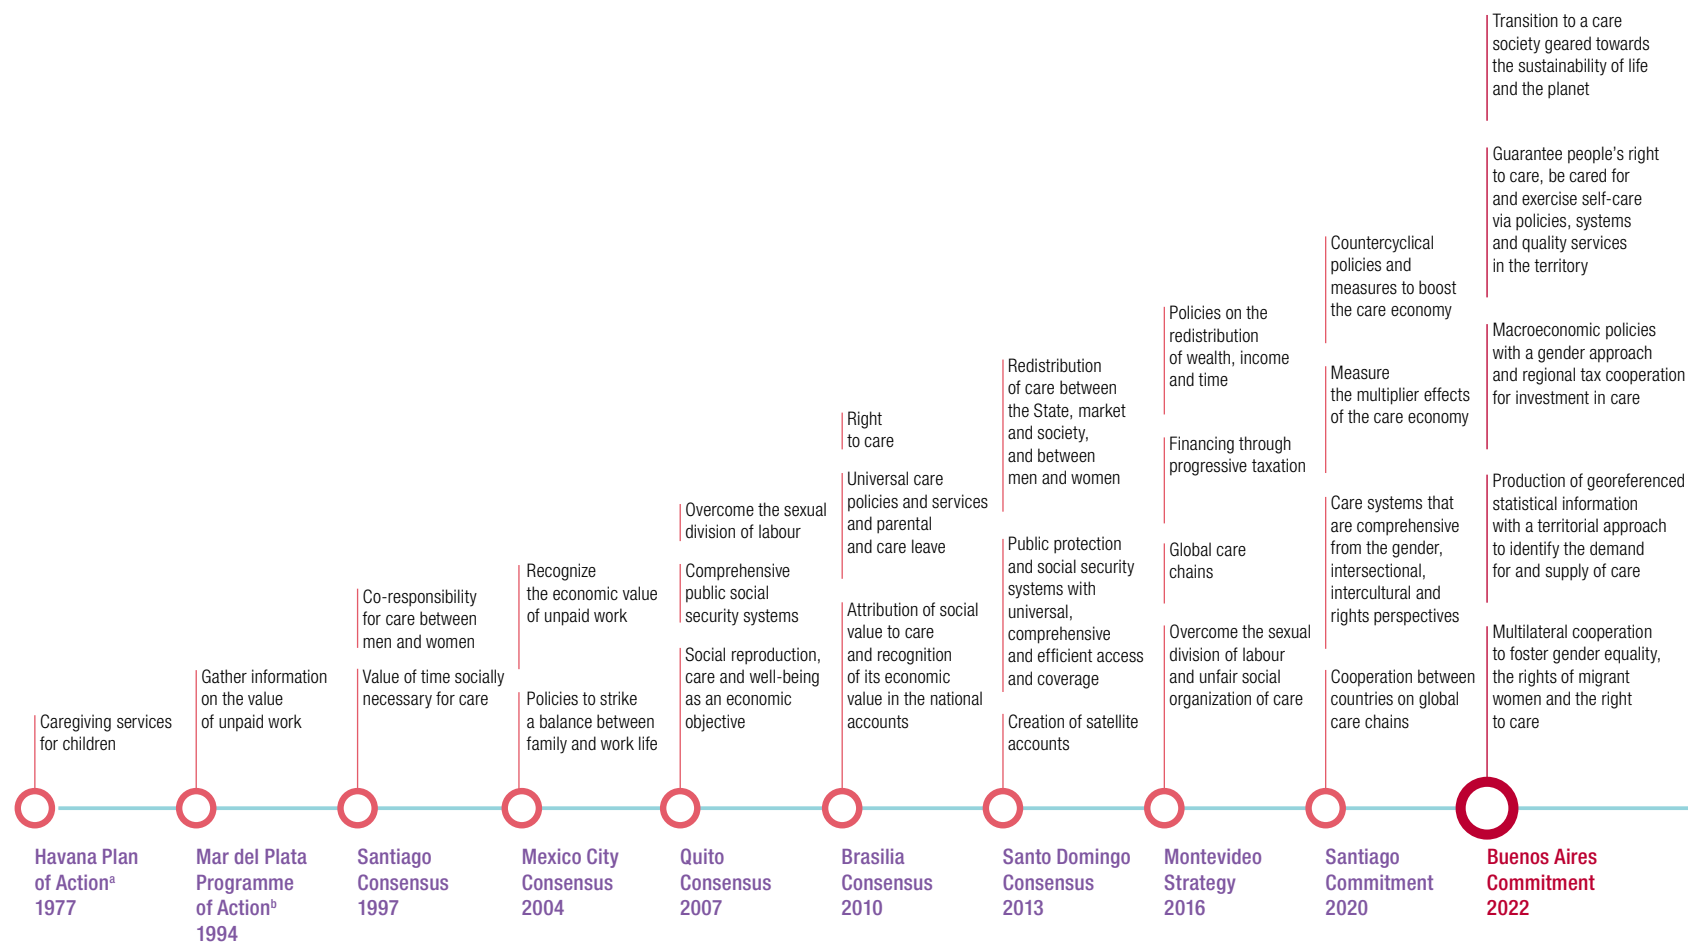 Caregiving services
for children
Havana Plan
of Actionᵃ
1977
Gather information
on the value
of unpaid work
Mar del Plata
Programme
of Actionᵇ
1994
Co-responsibility
for care between
men and women
Value of time socially
necessary for care
Santiago
Consensus
1997
Recognize
the economic value
of unpaid work
Policies to strike
a balance between
family and work life
Mexico City
Consensus
2004
Overcome the sexual
division of labour
Comprehensive
public social
security systems
Social reproduction,
care and well-being
as an economic
objective
Quito
Consensus
2007
Right
to care
Universal care
policies and services
and parental
and care leave
Attribution of social
value to care
and recognition
of its economic
value in the national
accounts
Brasilia
Consensus
2010
Redistribution
of care between
the State, market
and society,
and between
men and women
Public protection
and social security
systems with
universal,
comprehensive
and efficient access
and coverage
Creation of satellite
accounts
Santo Domingo
Consensus
2013
Policies on the
redistribution
of wealth, income
and time
Financing through
progressive taxation
Global care
chains
Overcome the sexual
division of labour
and unfair social
organization of care
Montevideo
Strategy
2016
Countercyclical
policies and
measures to boost
the care economy
Measure
the multiplier effects
of the care economy
Care systems that
are comprehensive
from the gender,
intersectional,
intercultural and
rights perspectives
Cooperation between
countries on global
care chains
Santiago
Commitment
2020
Transition to a care
society geared towards
the sustainability of life
and the planet
Guarantee people's right
to care, be cared for
and exercise self-care
via policies, systems
and quality services
in the territory
Macroeconomic policies
with a gender approach
and regional tax cooperation
for investment in care
Production of georeferenced
statistical information
with a territorial approach
to identify the demand
for and supply of care
Multilateral cooperation
to foster gender equality,
the rights of migrant
women and the right
to care
Buenos Aires
Commitment
2022